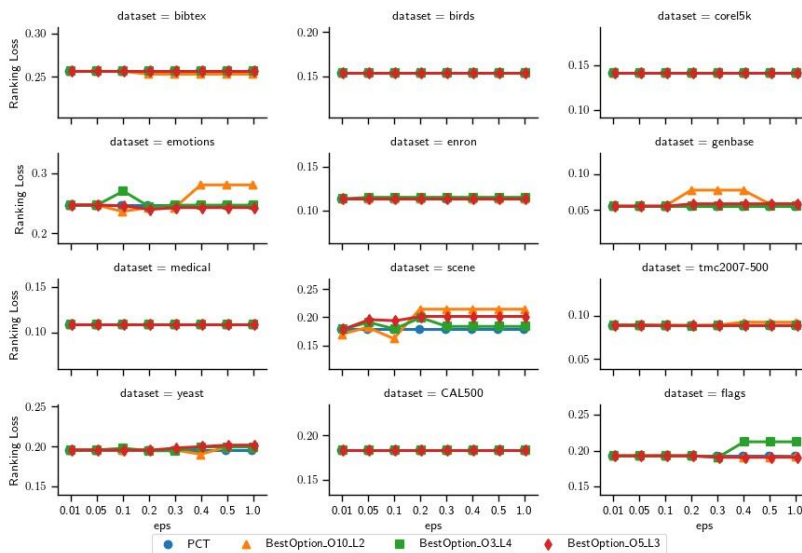 dataset = bibtex
dataset = birds
dataset = corel5k
Ranking Loss
0.30
0.25
0.20
0.15
0.15
0.10
dataset = emotions
dataset = enron
dataset = genbase
Ranking Loss
0.3
0.2
0.15
0.10
0.10
0.05
dataset = medical
dataset = scene
dataset = tmc2007-500
Ranking Loss
0.15
0.10
0.25
0.20
0.15
0.10
0.05
dataset = yeast
dataset = CAL500
dataset = flags
Ranking Loss
0.25
0.20
0.15
0.20
0.15
0.25
0.20
0.15
0.01 0.05 0.1 0.2 0.3 0.4 0.5 1.0
eps
0.01 0.05 0.1 0.2 0.3 0.4 0.5 1.0
eps
0.01 0.05 0.1 0.2 0.3 0.4 0.5 1.0
eps
PCT BestOption_O10_L2 BestOption_O3_L4 BestOption_O5_L3